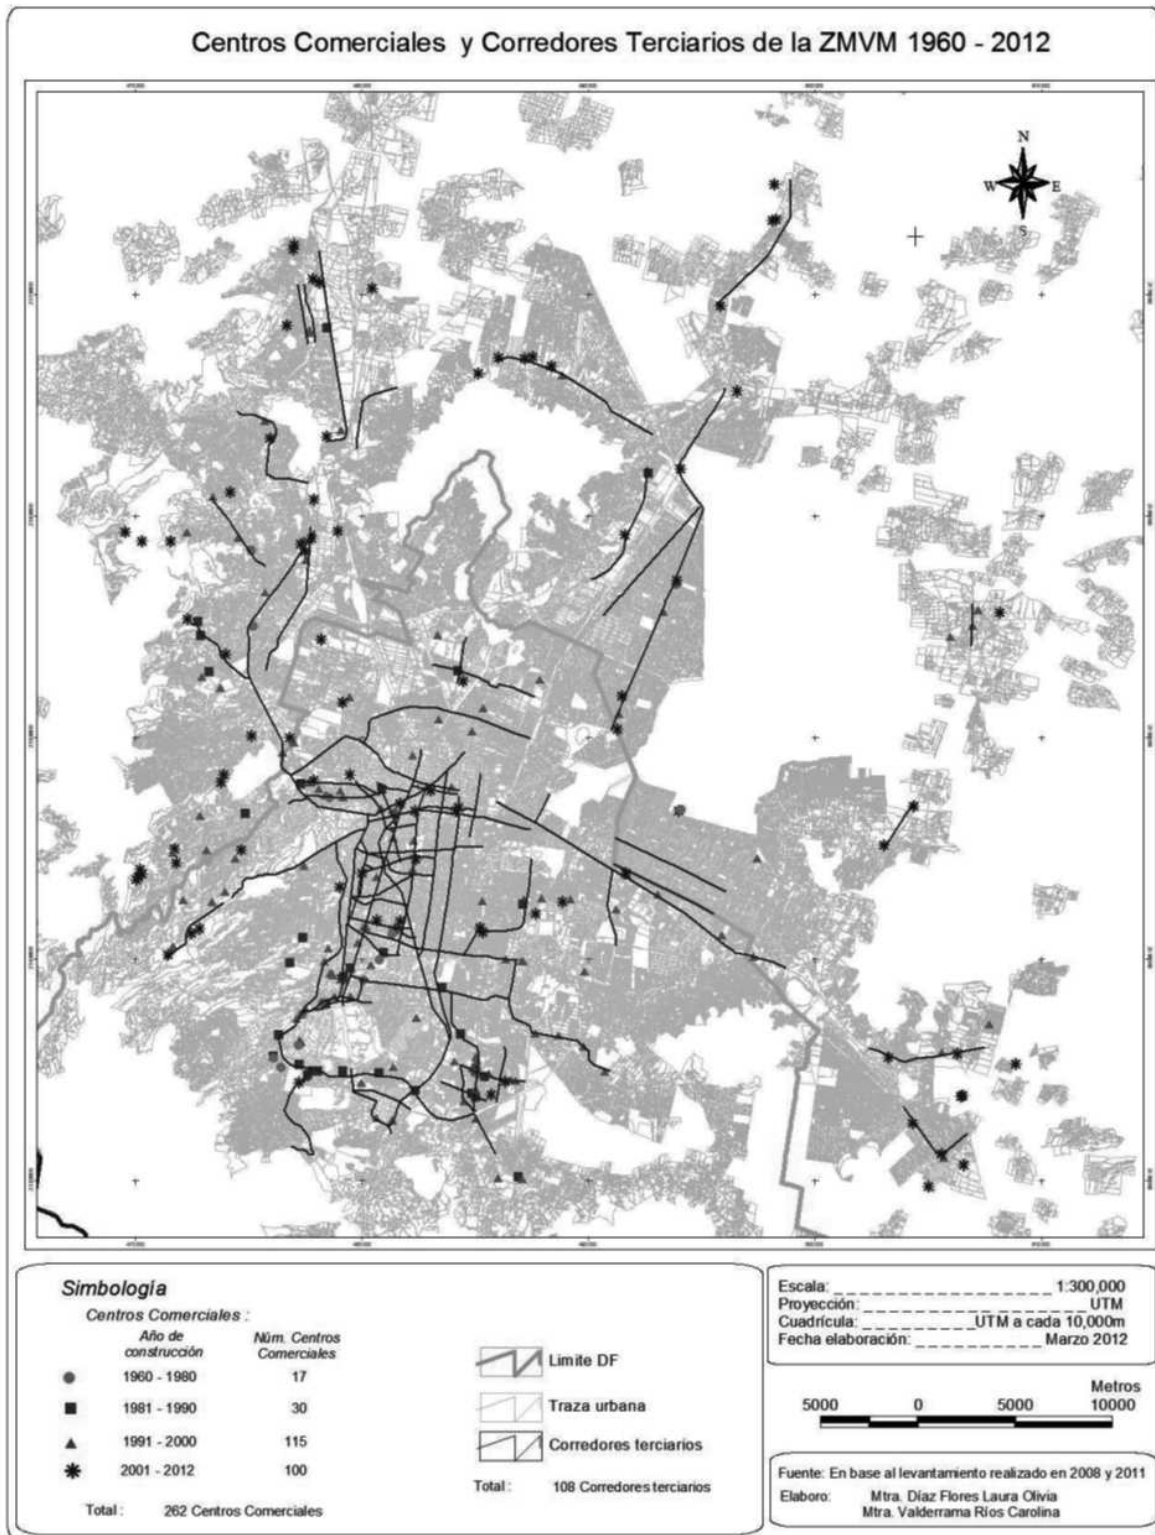 Centros Comerciales y Corredores Terciarios de la ZMVM 1960 - 2012
N
W E
S
Simbología
Centros Comerciales :
Año de construcción
Núm. Centros Comerciales
1960 - 1980 17
1981 - 1990 30
1991 - 2000 115
2001 - 2012 100
Total : 262 Centros Comerciales
Limite DF
Traza urbana
Corredores terciarios
Total : 108 Corredores terciarios
Escala: 1:300,000
Proyección: UTM
Cuadrícula: UTM a cada 10,000m
Fecha elaboración: Marzo 2012
Metros
5000 0 5000 10000
Fuente: En base al levantamiento realizado en 2008 y 2011
Elaboro: Mtra. Díaz Flores Laura Olivia
Mtra. Valderrama Ríos Carolina